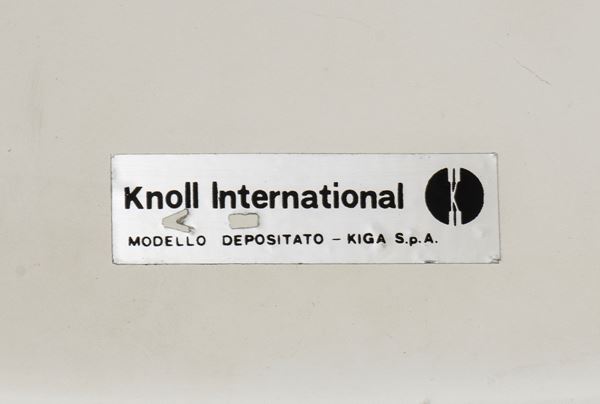 Knoll International K
MODELLO DEPOSITATO – KIGA S.p.A.